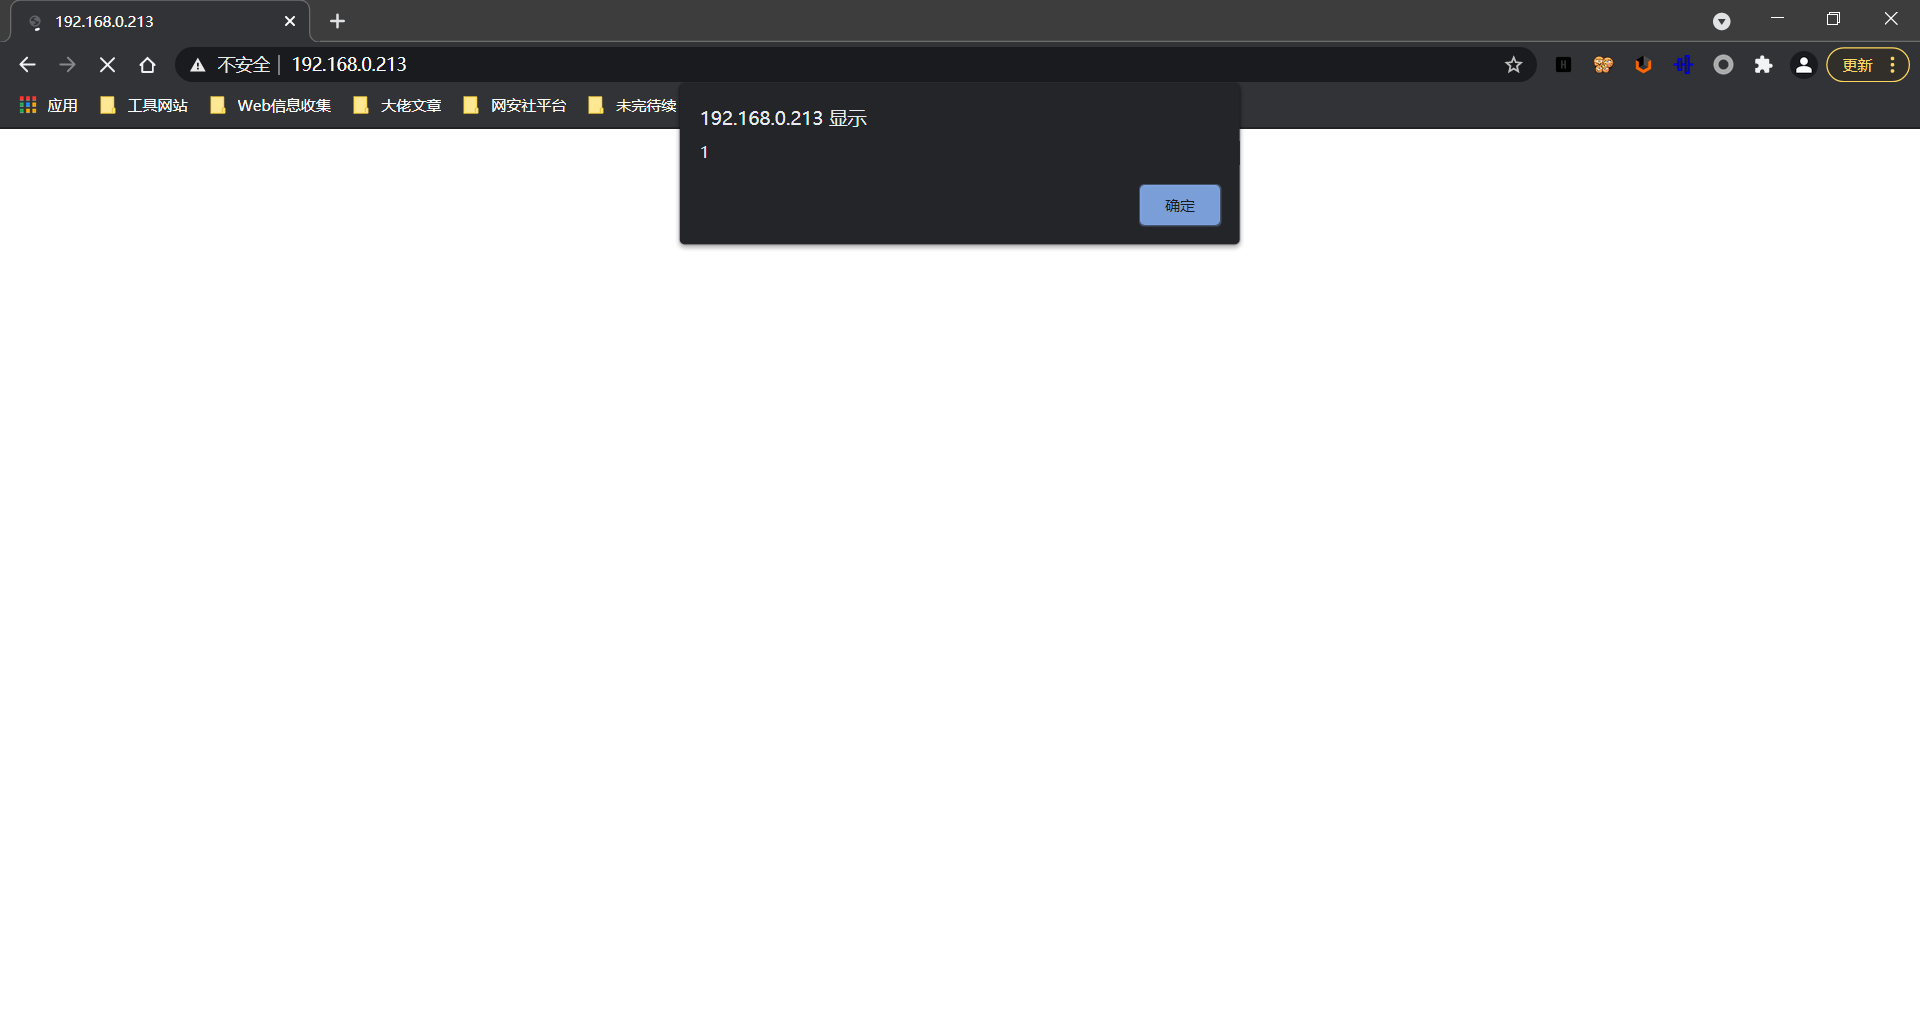 192.168.0.213
不安全 192.168.0.213
更新
应用 工具网站 Web信息收集 大佬文章 网安社平台 未完待续
192.168.0.213 显示
1
确定